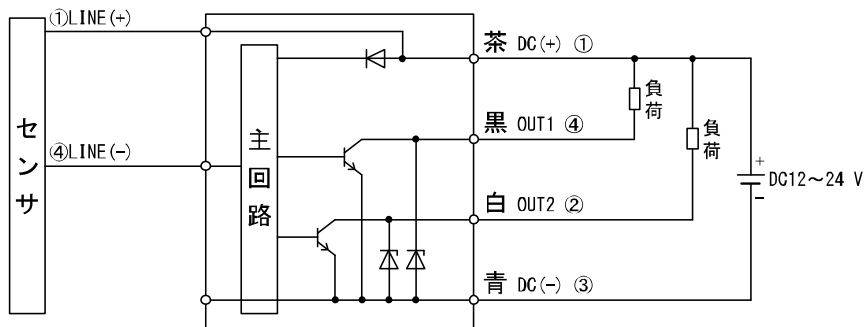 ①LINE(+)
茶 DC(+) ①
負荷
負荷
黒 OUT1 ④
センサ
④LINE(-)
主回路
+
DC12～24 V
-
白 OUT2 ②
青 DC(-) ③